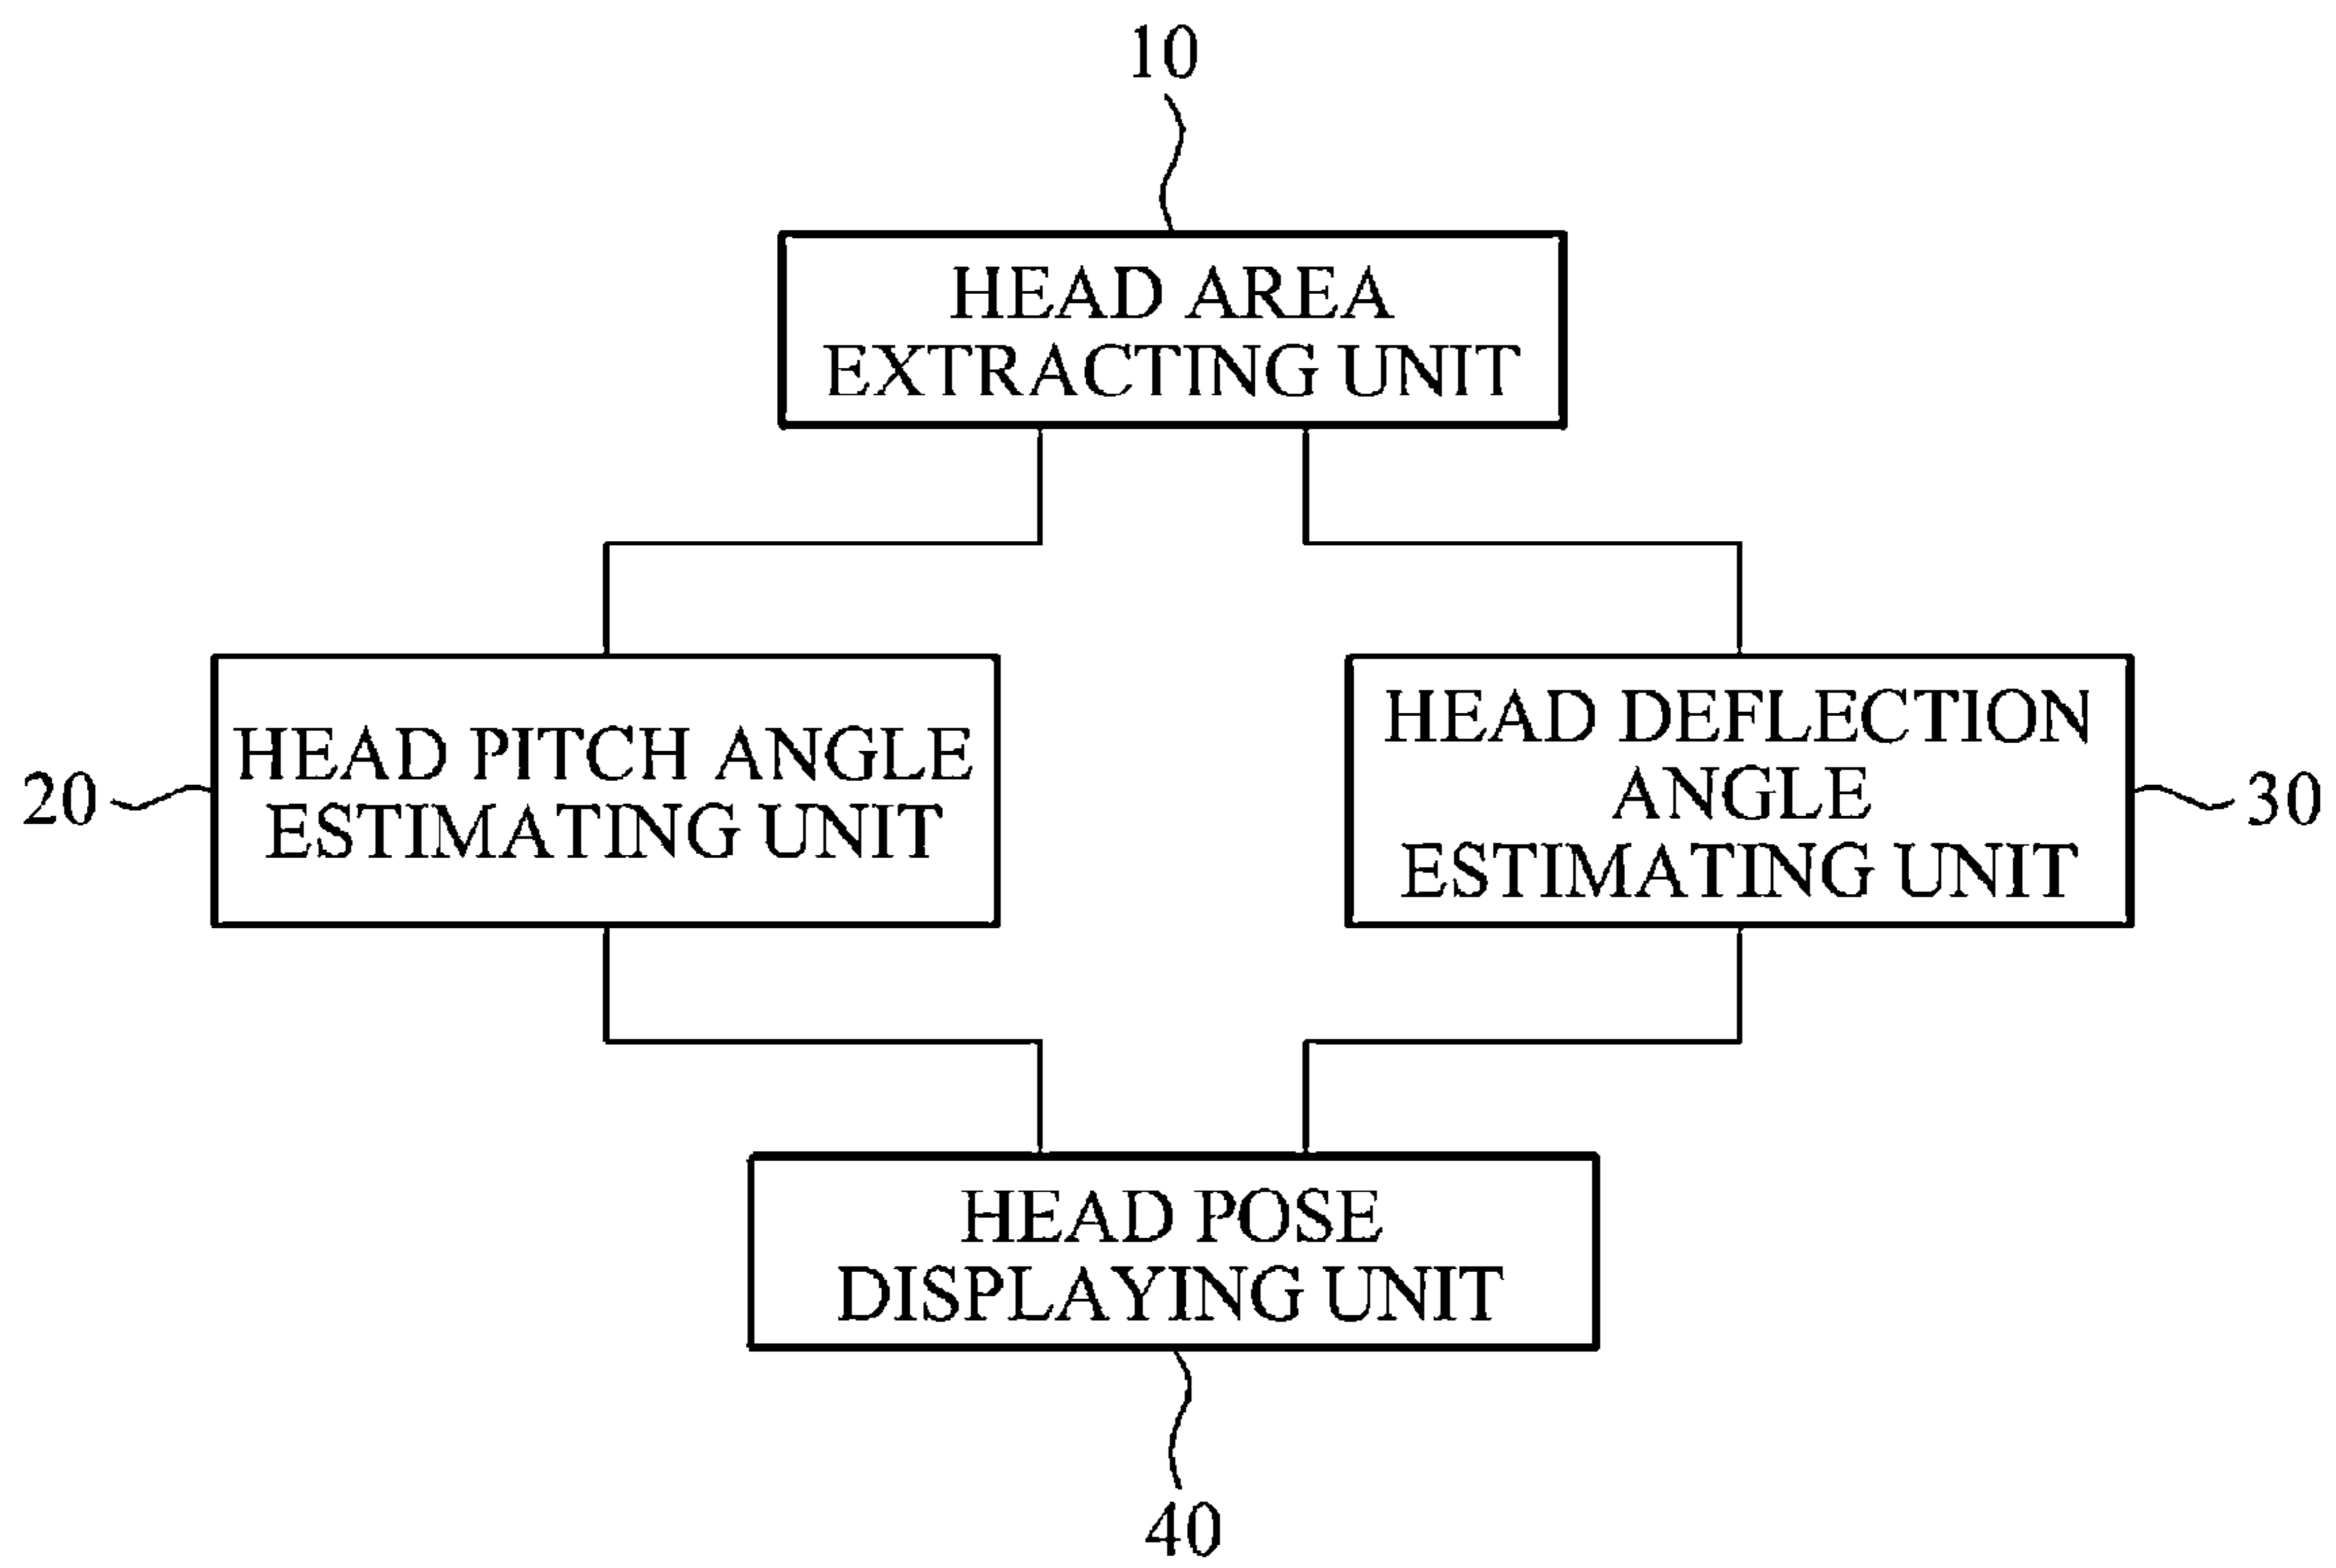 10
HEAD AREA
EXTRACTING UNIT
20
HEAD PITCH ANGLE
ESTIMATING UNIT
HEAD DEFLECTION
ANGLE
ESTIMATING UNIT
30
HEAD POSE
DISPLAYING UNIT
40